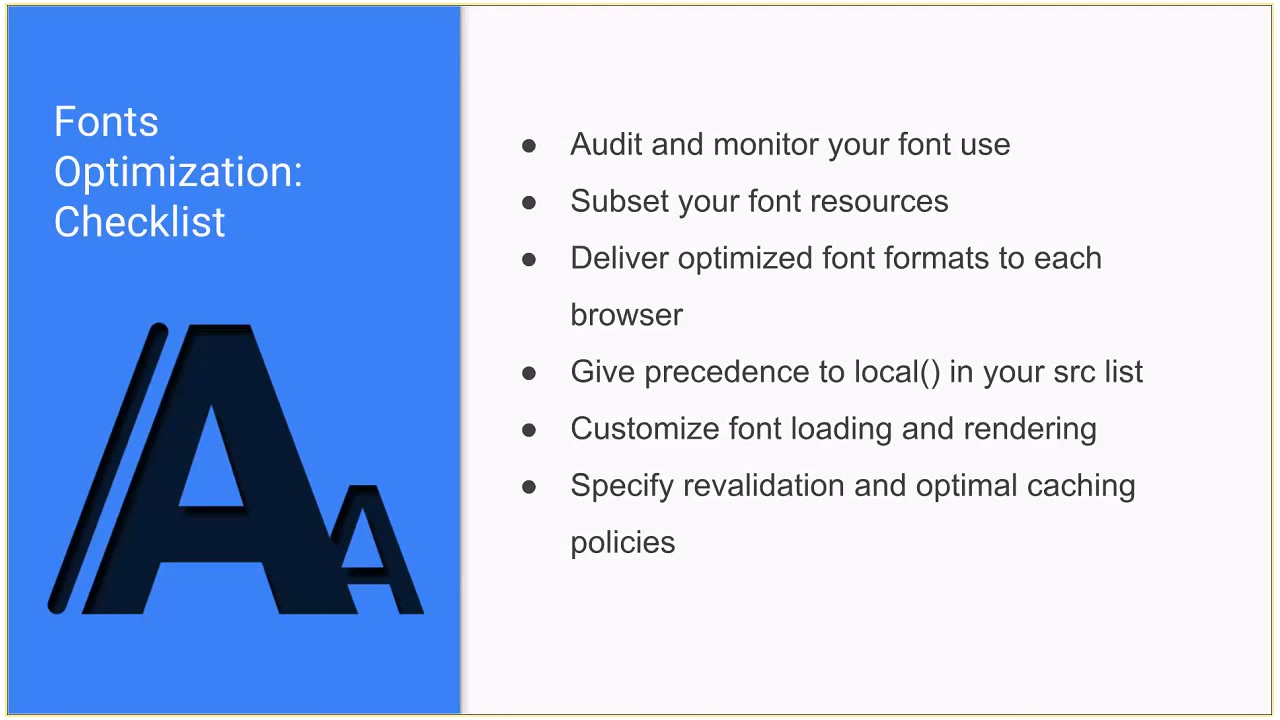 Fonts
Optimization:
Checklist
● Audit and monitor your font use
● Subset your font resources
● Deliver optimized font formats to each
browser
● Give precedence to local() in your src list
● Customize font loading and rendering
● Specify revalidation and optimal caching
policies
AA